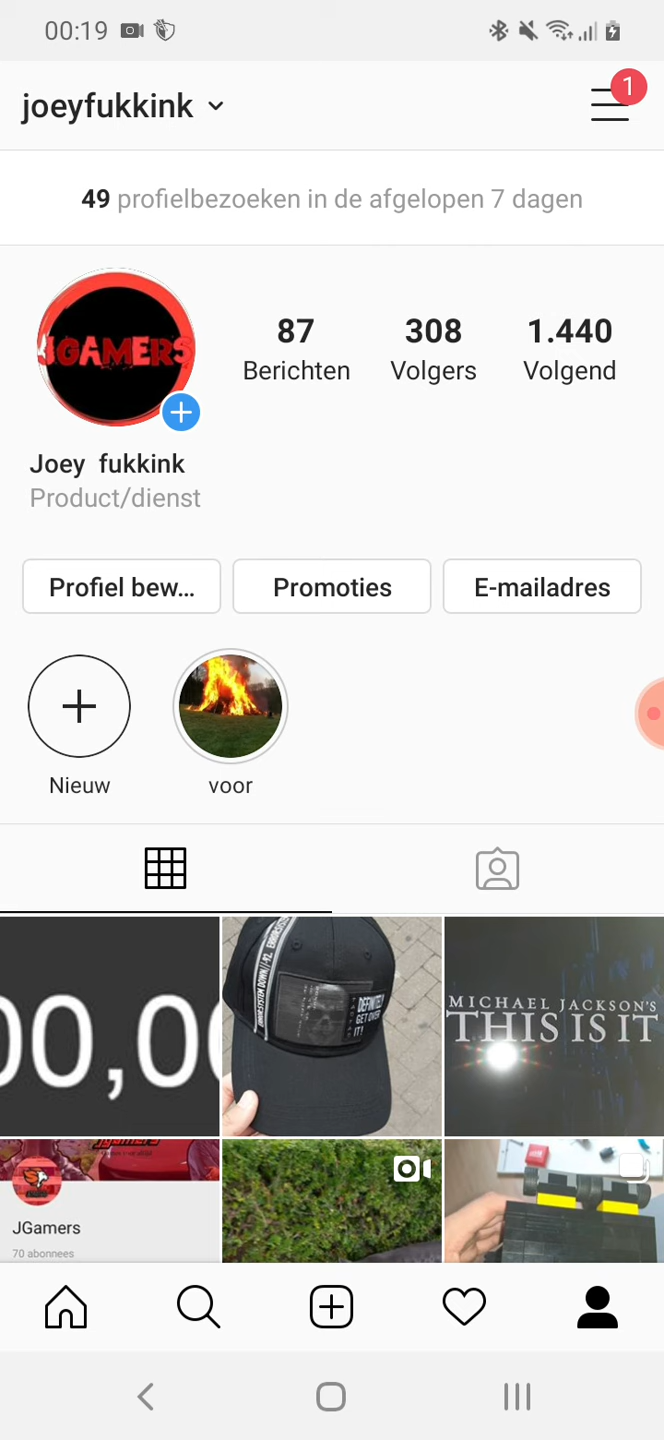 00:19
joeyfukkink
1
49 profielbezoeken in de afgelopen 7 dagen
JGAMERS
87
Berichten
308
Volgers
1.440
Volgend
Joey fukkink
Product/dienst
Profiel bew...
Promoties
E-mailadres
Nieuw
voor
00,00
DEFINITELY
GET OVER
IT!
MICHAEL JACKSON'S
THIS IS IT
jgamers
JGamers
70 abonnees